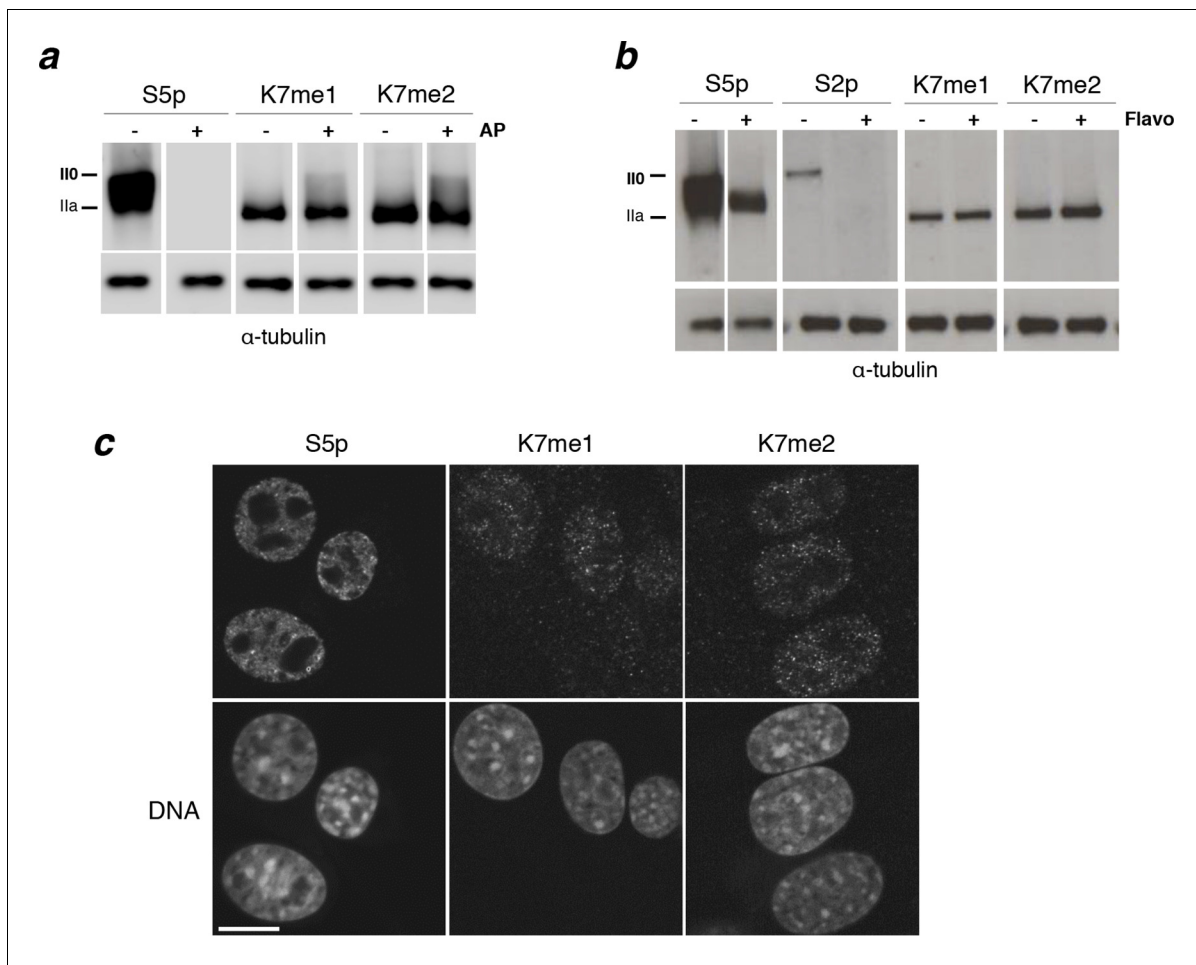 a
S5p K7me1 K7me2
- + - + - + AP
II0
IIa
α-tubulin
b
S5p S2p K7me1 K7me2
- + - + - + - + Flavo
II0
IIa
α-tubulin
c
S5p K7me1 K7me2
DNA